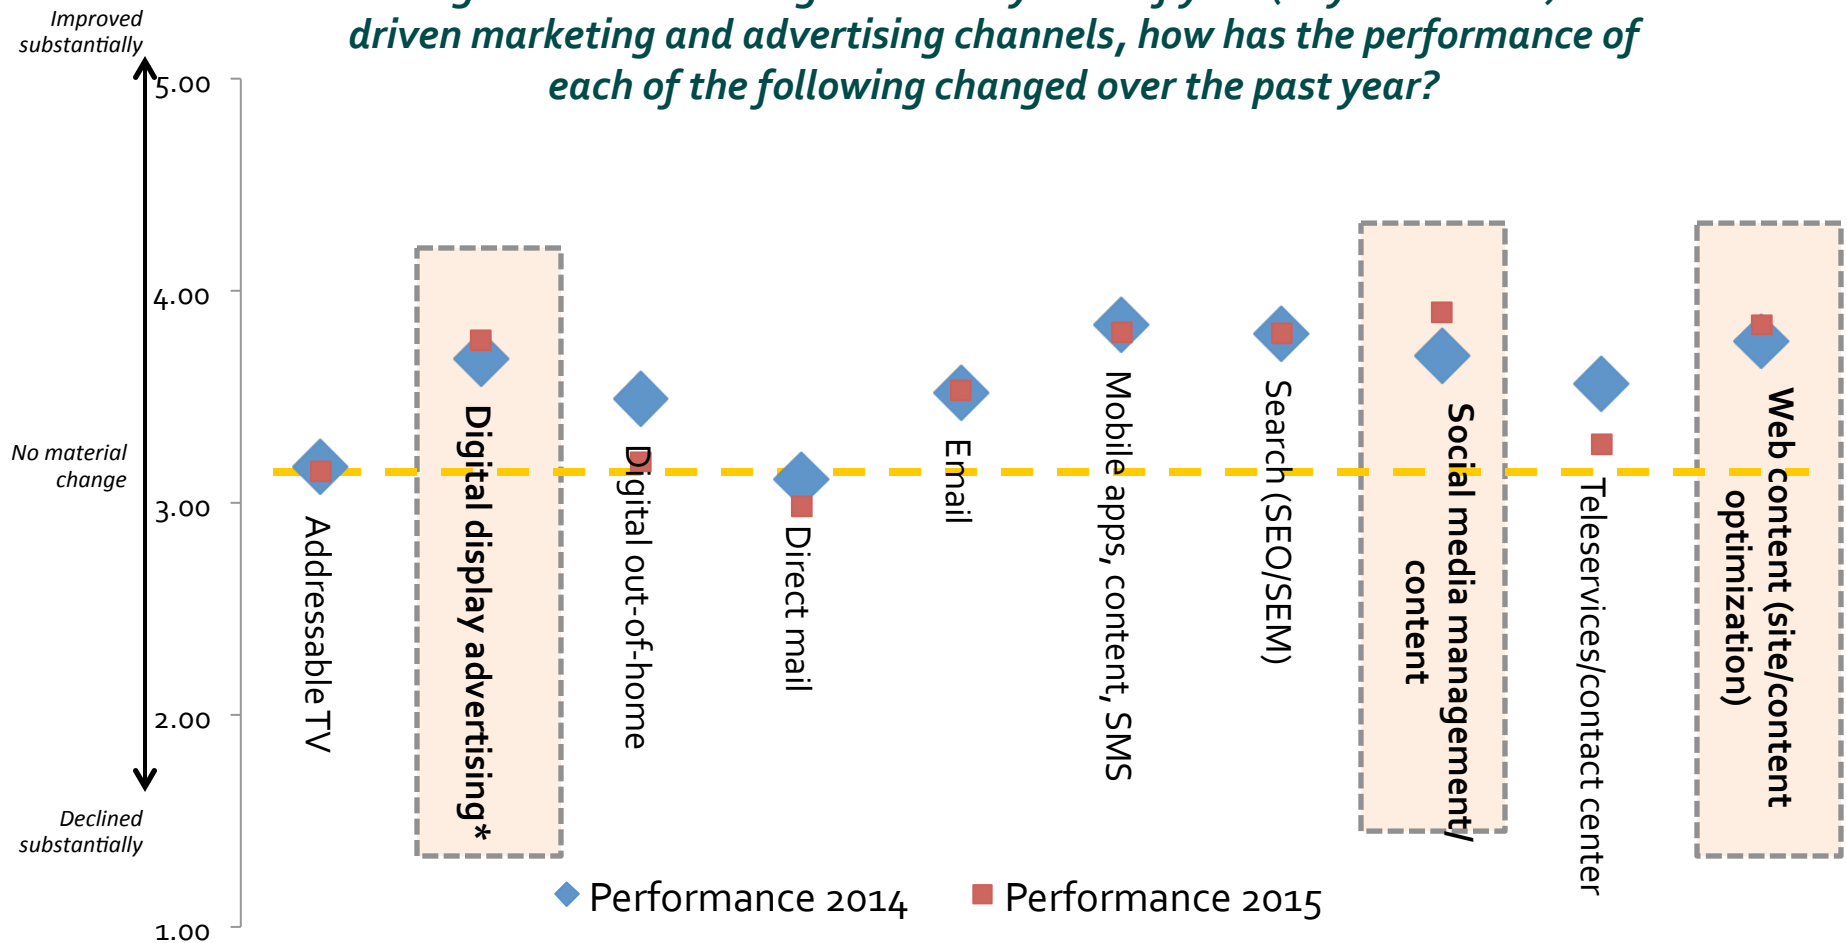 driven marketing and advertising channels, how has the performance of
each of the following changed over the past year?
Improved
substantially
5.00
4.00
No material
change
3.00
2.00
Declined
substantially
1.00
Addressable TV
Digital display advertising*
Digital out-of-home
Direct mail
Email
Mobile apps, content, SMS
Search (SEO/SEM)
Social media management/
content
Teleservices/contact center
Web content (site/content
optimization)
Performance 2014
Performance 2015